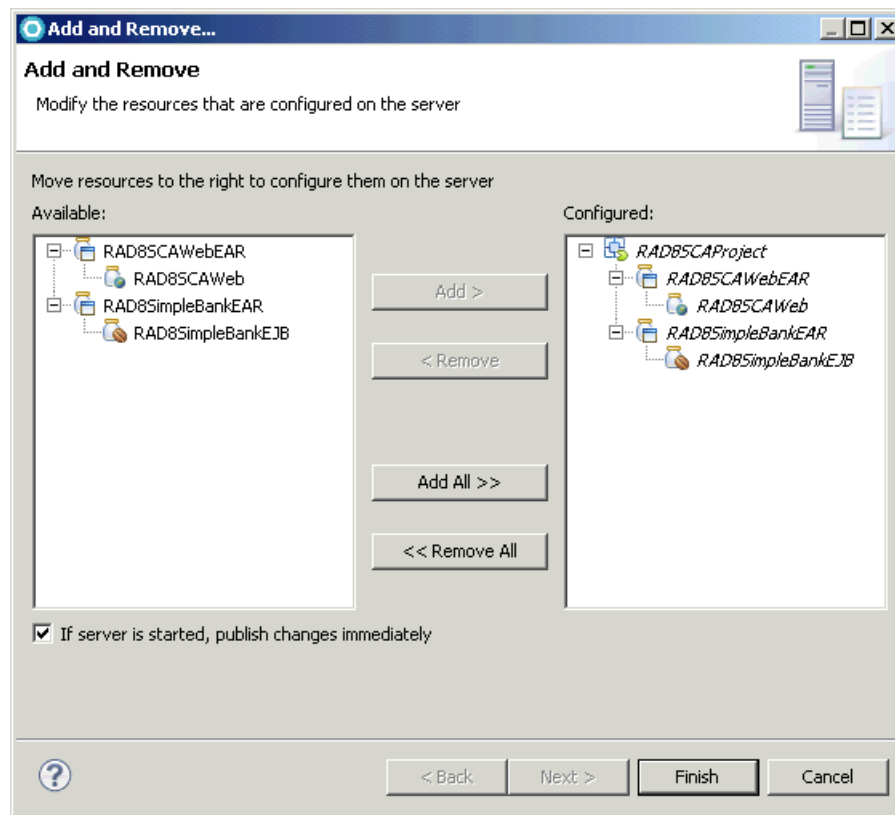 Add and Remove...
Add and Remove
Modify the resources that are configured on the server
Move resources to the right to configure them on the server
Available:
RAD8SCAWebEAR
RAD8SCAWeb
RAD8SimpleBankEAR
RAD8SimpleBankEJB
Add >
< Remove
Add All >>
<< Remove All
Configured:
RAD8SCAProject
RAD8SCAWebEAR
RAD8SCAWeb
RAD8SimpleBankEAR
RAD8SimpleBankEJB
If server is started, publish changes immediately
?
< Back
Next >
Finish
Cancel